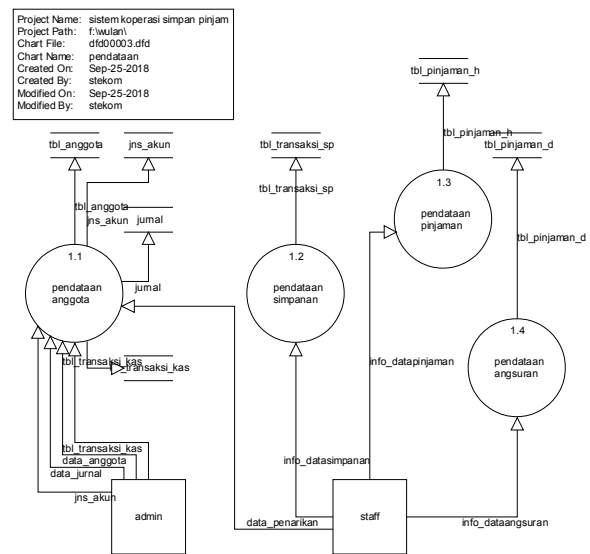 Project Name: sistem koperasi simpan pinjam
Project Path: f:\wulan\
Chart File: dfd00003.dfd
Chart Name: pendataan
Created On: Sep-25-2018
Created By: stekom
Modified On: Sep-25-2018
Modified By: stekom
tbl_pinjaman_h
tbl_anggota
jns_akun
tbl_transaksi_sp
tbl_pinjaman_h
tbl_pinjaman_d
1.3
pendataan
pinjaman
tbl_transaksi_sp
tbl_anggota
jns_akun
jurnal
tbl_pinjaman_d
1.1
pendataan
anggota
1.2
pendataan
simpanan
jurnal
1.4
pendataan
angsuran
tbl_transaksi_kas
_transaksi_kas
info_datapinjaman
tbl_transaksi_kas
data_anggota
data_jurnal
jns_akun
info_datasimpanan
admin
staff
data_penarikan
info_dataangsuran